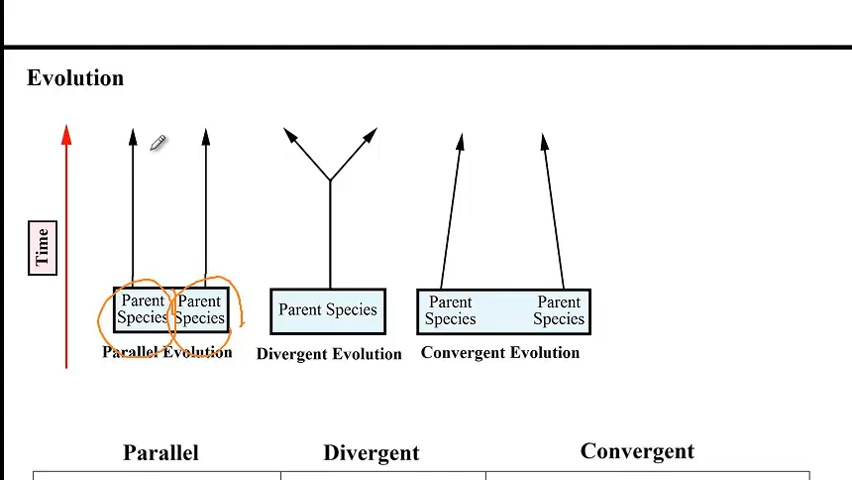 Evolution
Time
Parent Species
Parent Species
Parent Species
Parent Species
Parent Species
Parallel Evolution
Divergent Evolution
Convergent Evolution
Parallel
Divergent
Convergent